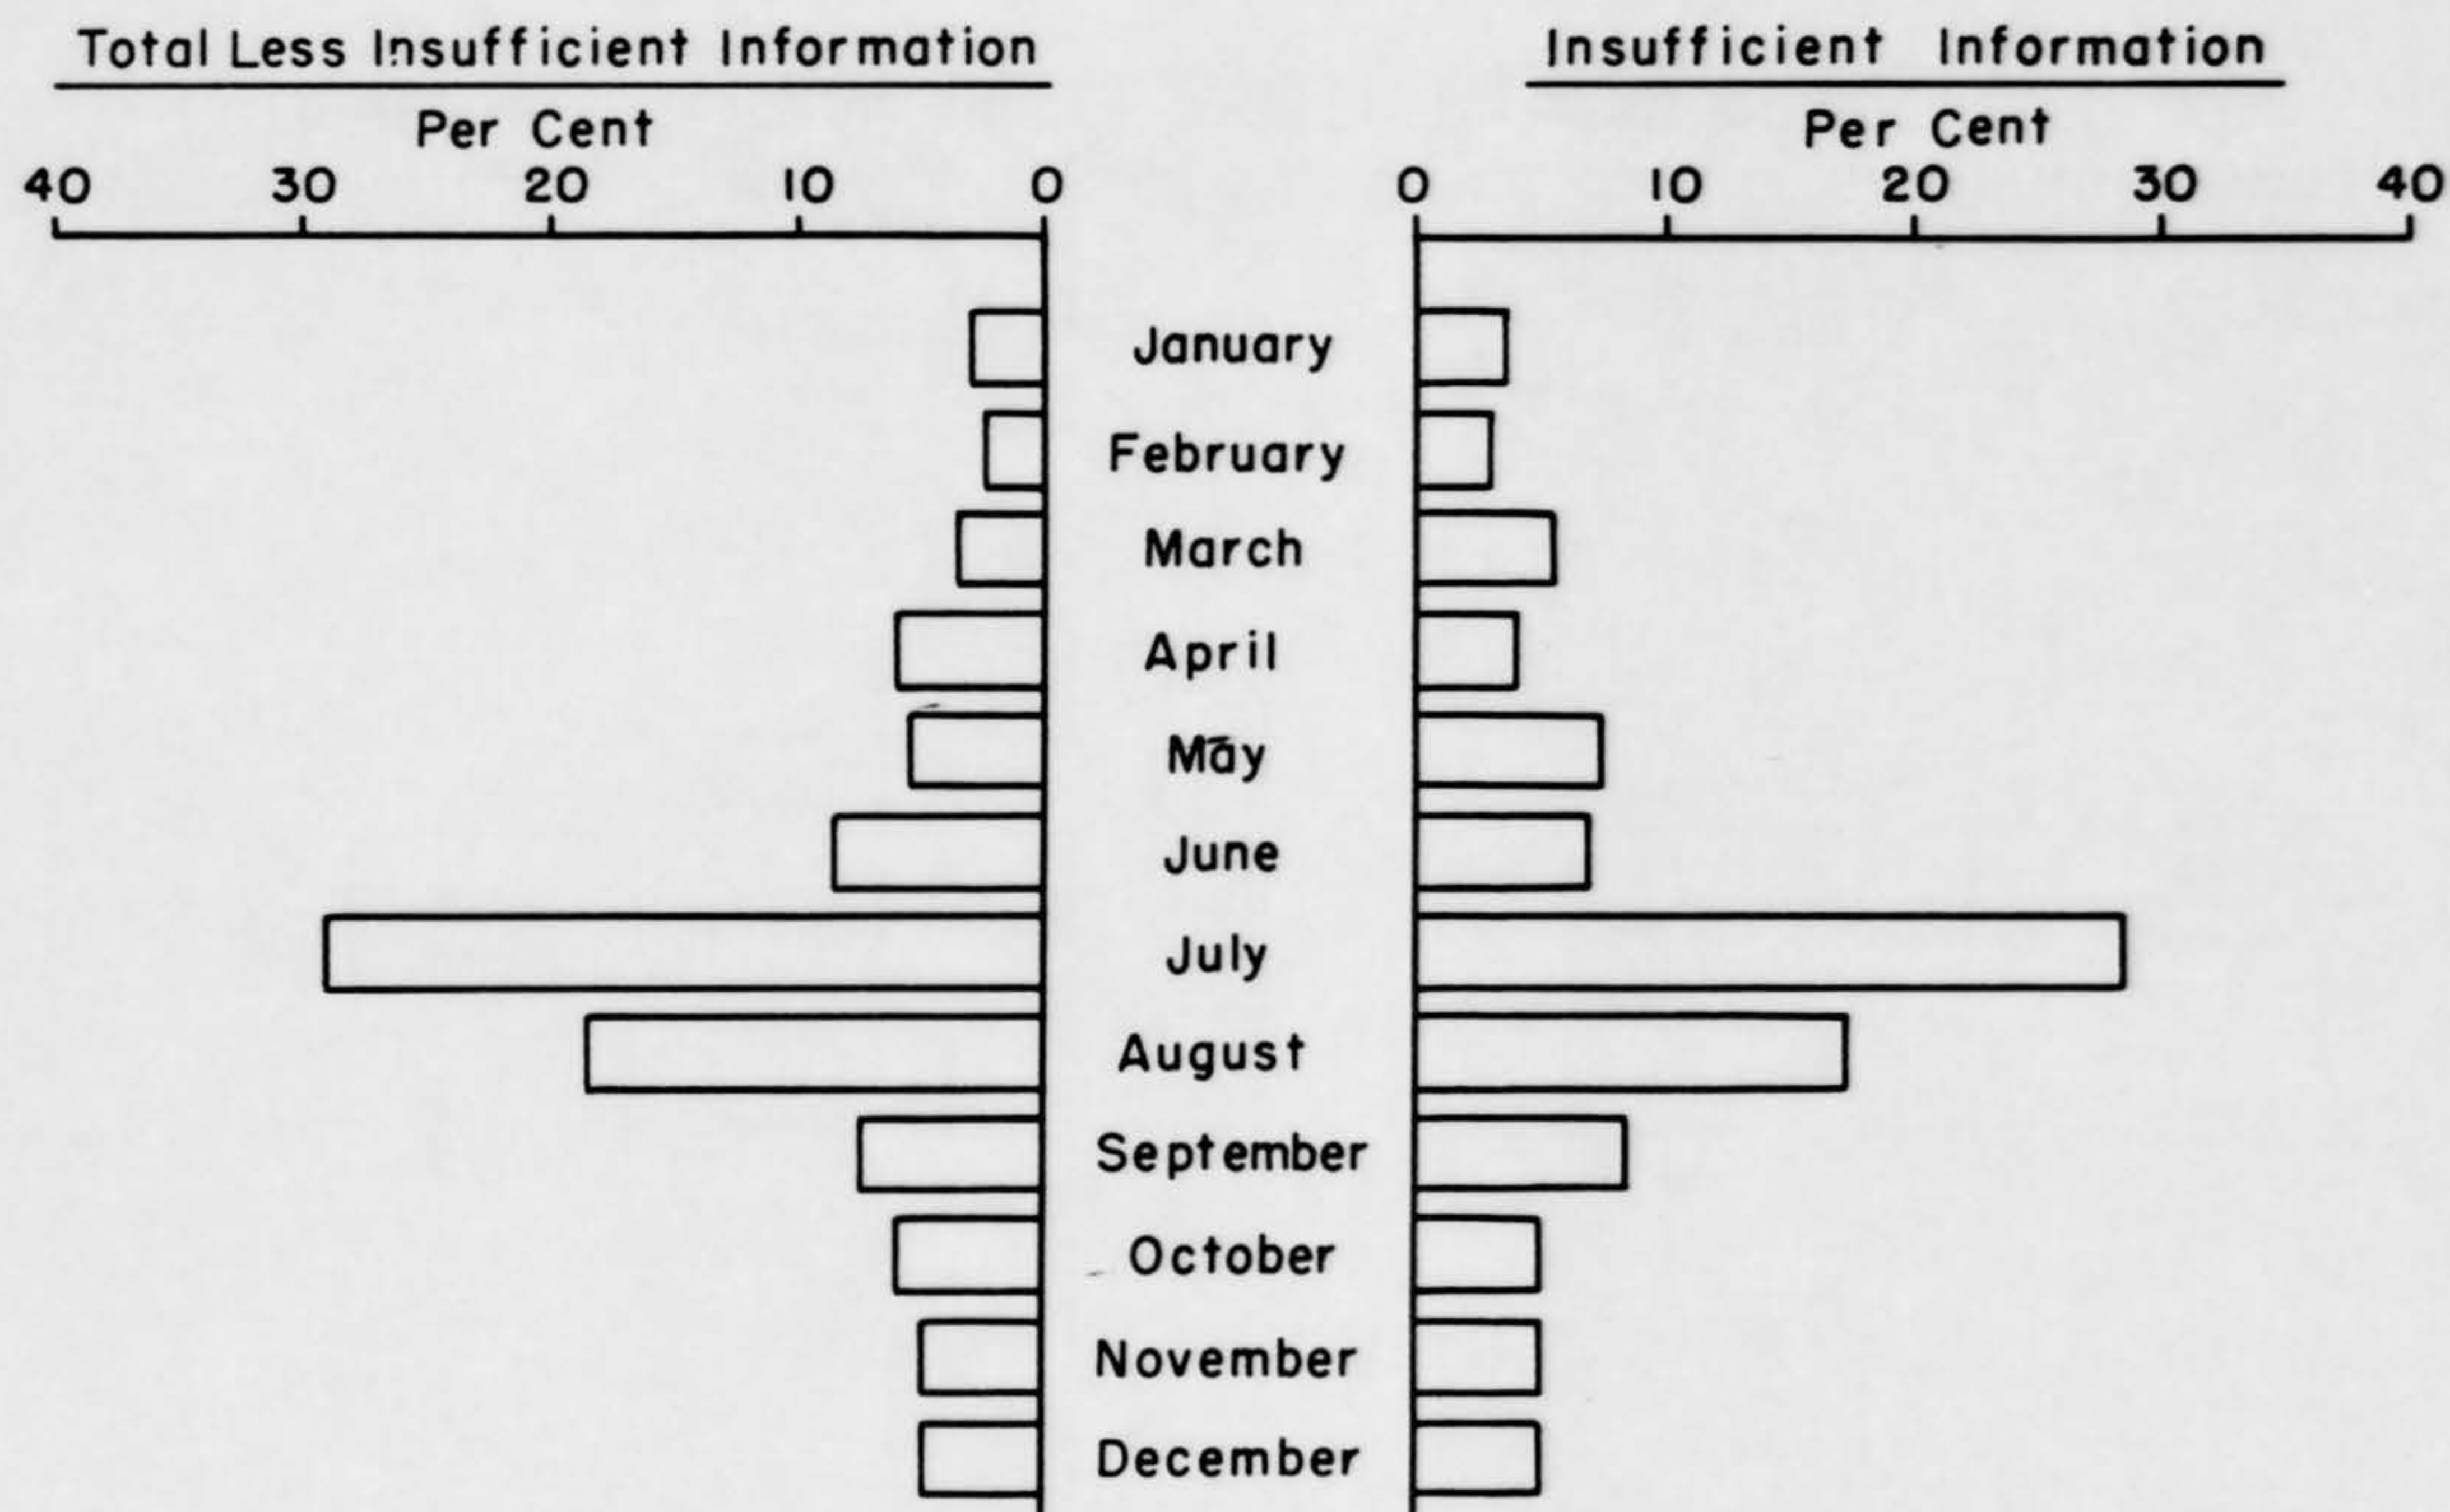 Total Less Insufficient Information
Insufficient Information
Per Cent
Per Cent
40 30 20 10 0
0 10 20 30 40
January
February
March
April
May
June
July
August
September
October
November
December